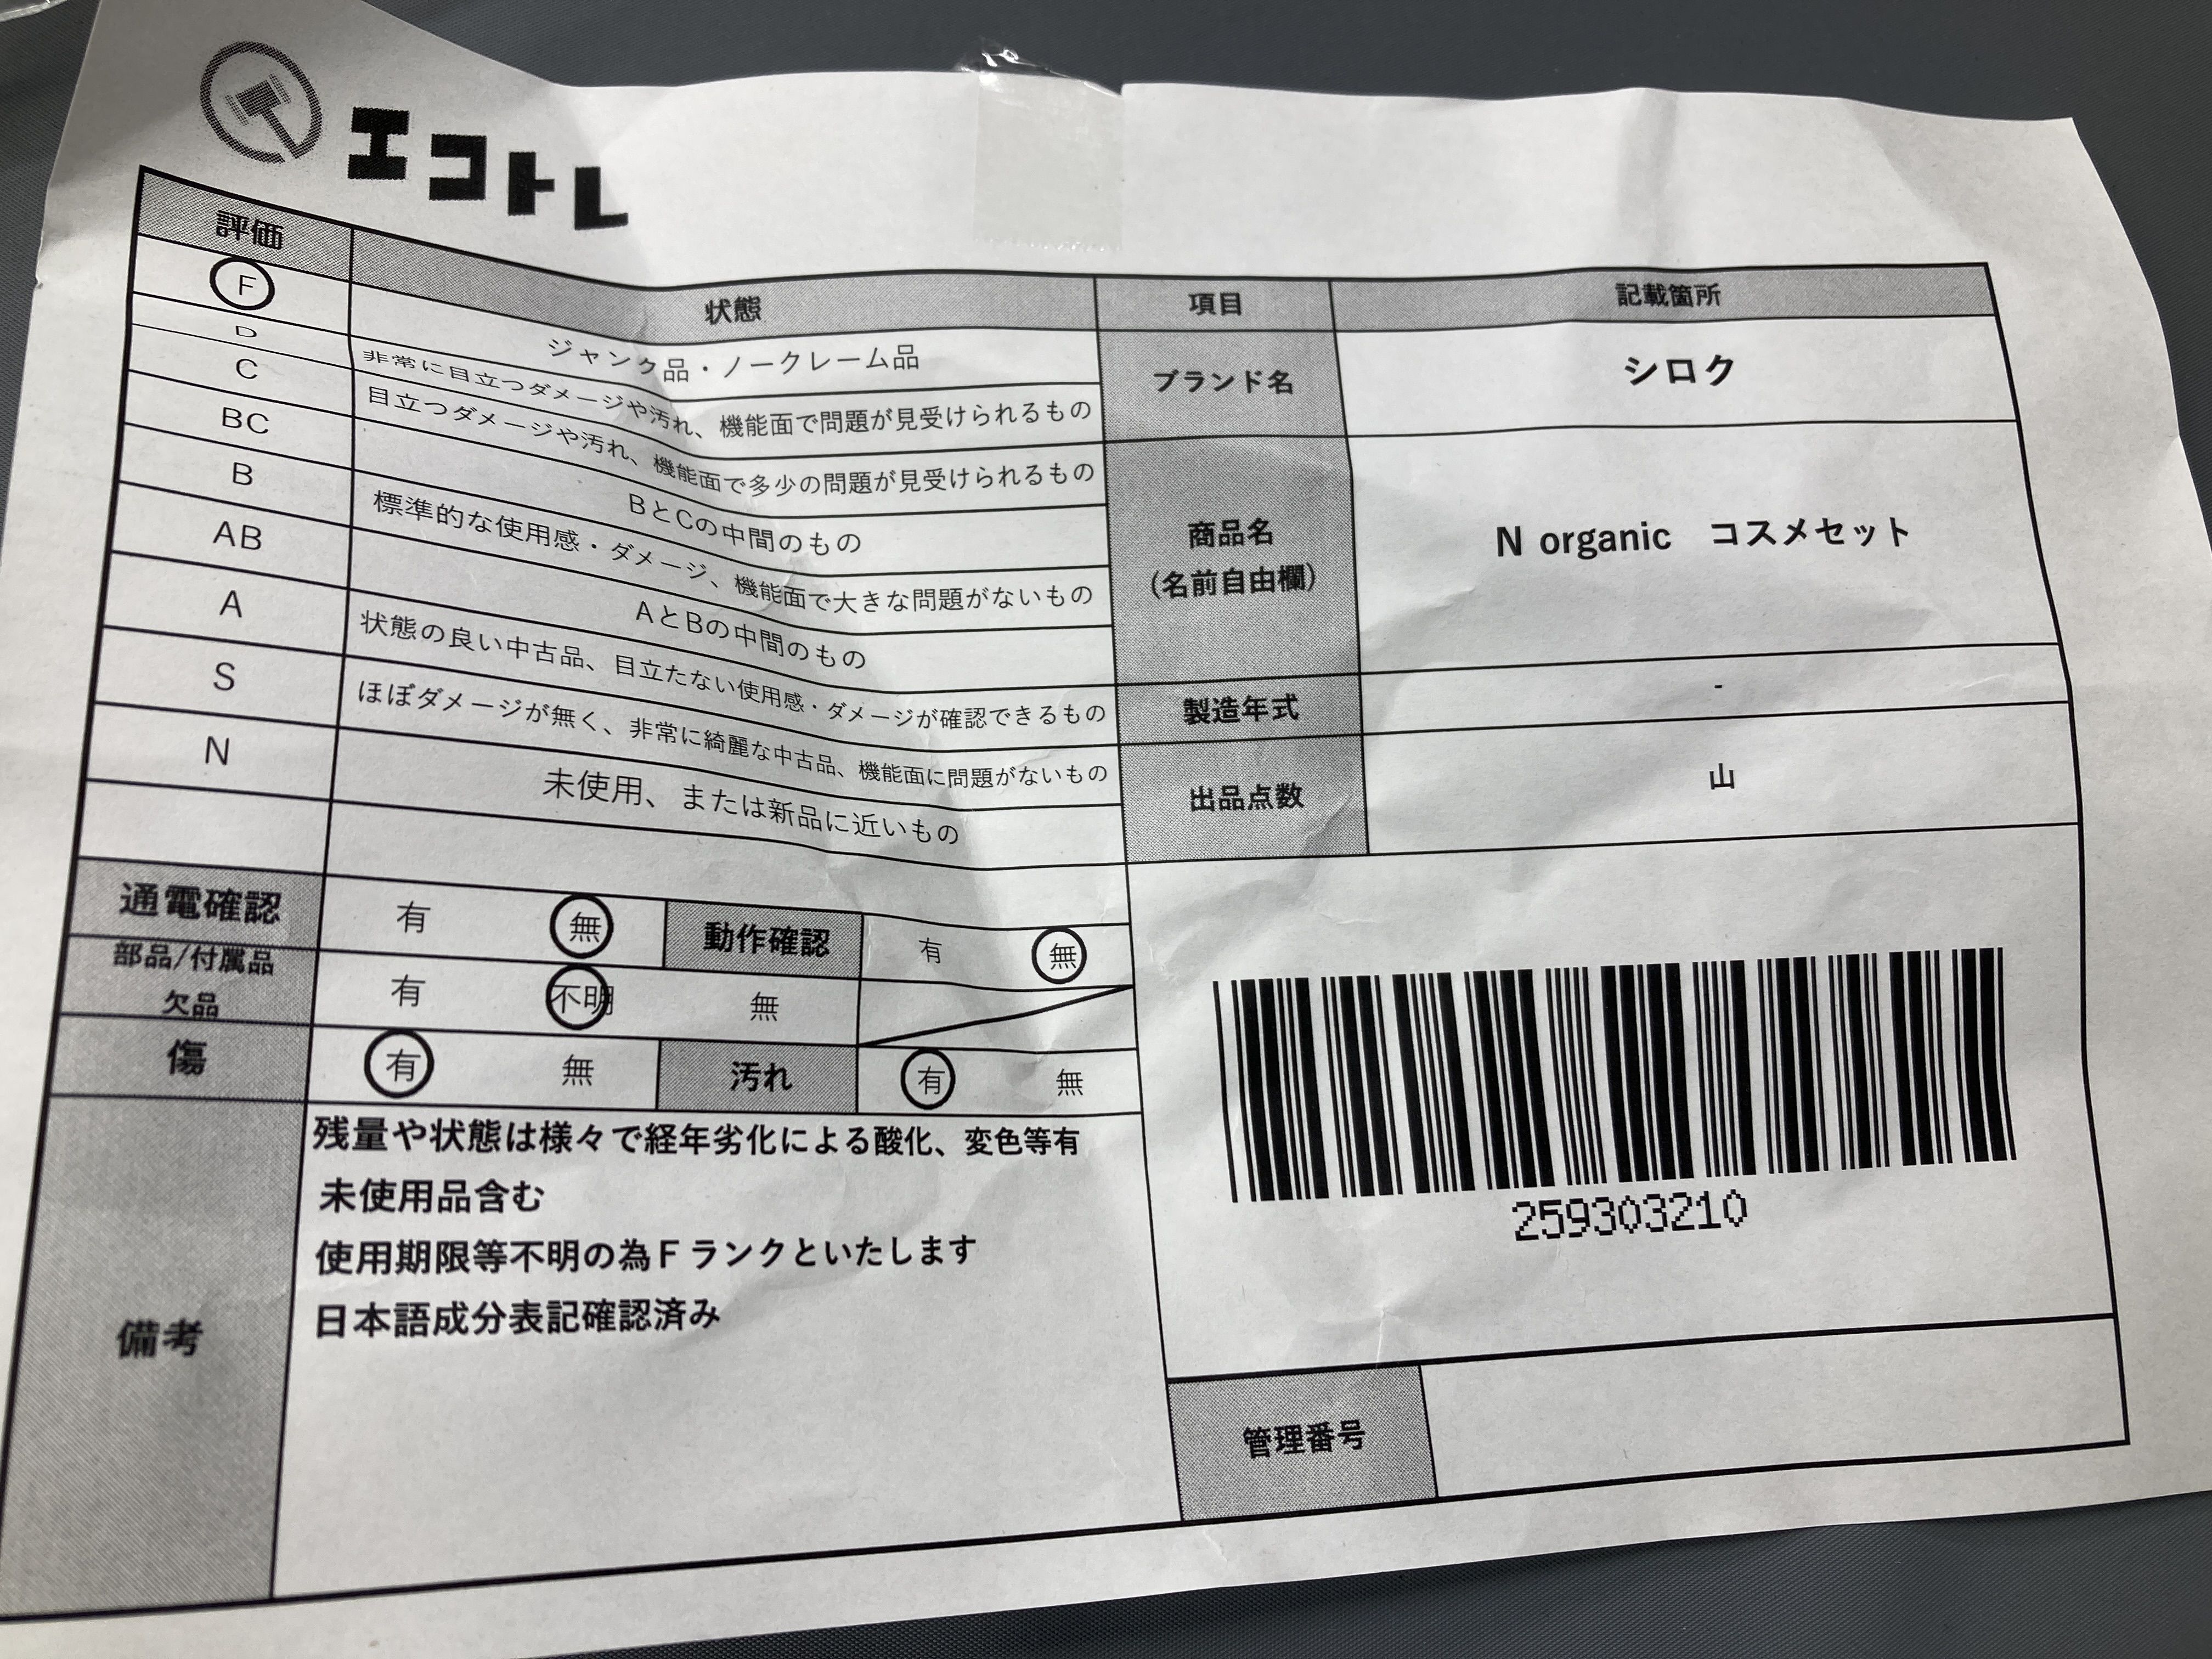 エコトレ
評価 状態
F ジャンク品・ノークレーム品
D 非常に目立つダメージや汚れ、機能面で問題が見受けられるもの
C 目立つダメージや汚れ、機能面で多少の問題が見受けられるもの
BC BとCの中間のもの
B 標準的な使用感・ダメージ、機能面で大きな問題がないもの
AB AとBの中間のもの
A 状態の良い中古品、目立たない使用感・ダメージが確認できるもの
S ほぼダメージが無く、非常に綺麗な中古品、機能面に問題がないもの
N 未使用、または新品に近いもの
通電確認 有 無 動作確認 有 無
部品/付属品
欠品 有 不明 無
傷 有 無 汚れ 有 無
備考
残量や状態は様々で経年劣化による酸化、変色等有
未使用品含む
使用期限等不明の為Fランクといたします
日本語成分表記確認済み
項目 記載箇所
ブランド名 シロク
商品名
(名前自由欄) N organic コスメセット
製造年式 -
出品点数 山
259303210
管理番号